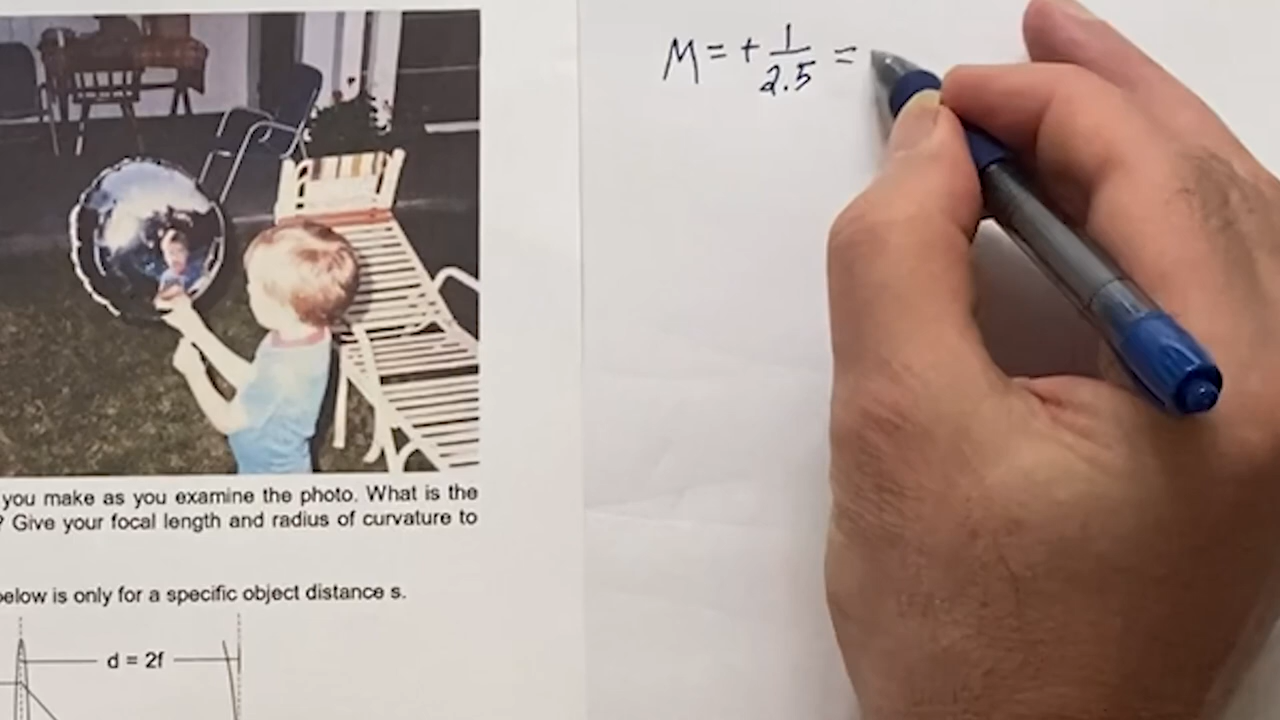 M = + 1/2.5 =
you make as you examine the photo. What is the
? Give your focal length and radius of curvature to
below is only for a specific object distance s.
d = 2f